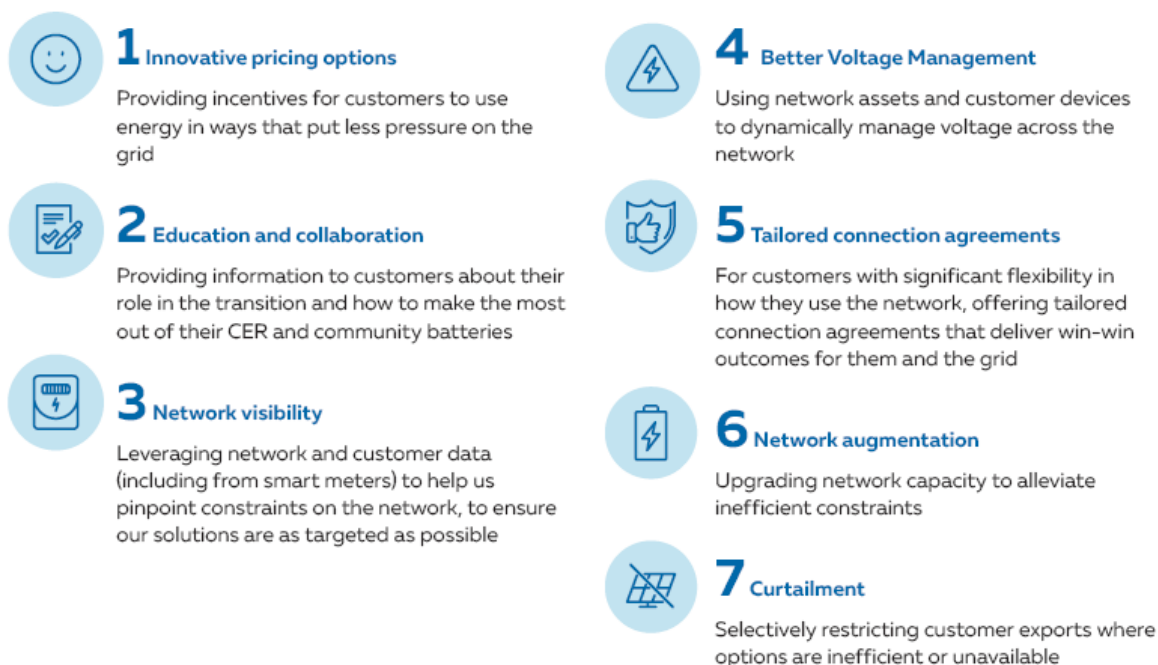 1 Innovative pricing options
Providing incentives for customers to use
energy in ways that put less pressure on the
grid
2 Education and collaboration
Providing information to customers about their
role in the transition and how to make the most
out of their CER and community batteries
3 Network visibility
Leveraging network and customer data
(including from smart meters) to help us
pinpoint constraints on the network, to ensure
our solutions are as targeted as possible
4 Better Voltage Management
Using network assets and customer devices
to dynamically manage voltage across the
network
5 Tailored connection agreements
For customers with significant flexibility in
how they use the network, offering tailored
connection agreements that deliver win-win
outcomes for them and the grid
6 Network augmentation
Upgrading network capacity to alleviate
inefficient constraints
7 Curtailment
Selectively restricting customer exports where
options are inefficient or unavailable